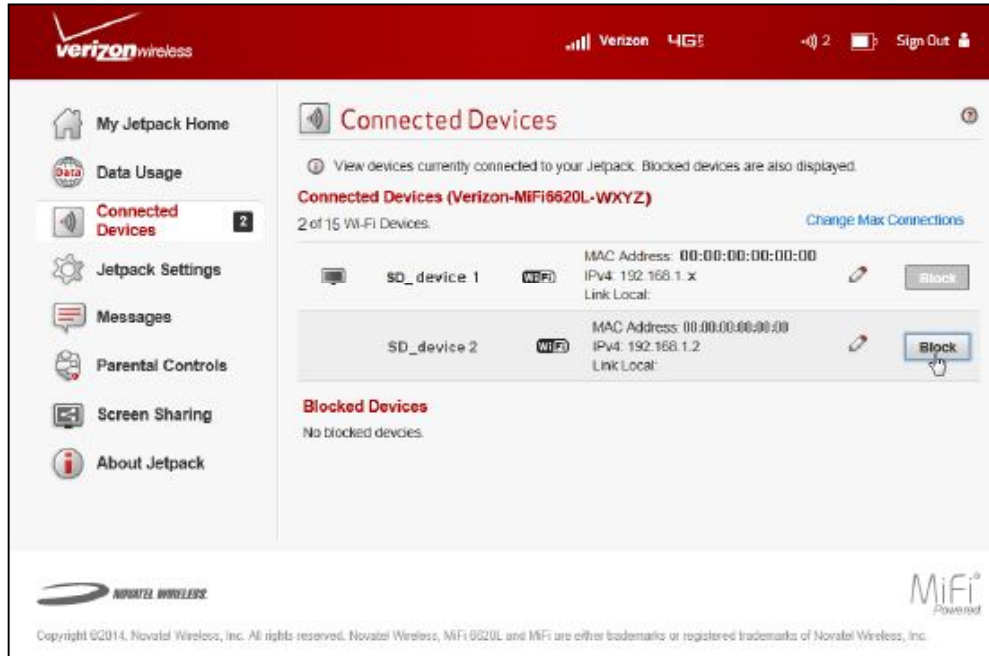 verizonwireless
Verizon 4G LTE
2
Sign Out
My Jetpack Home
Data
Data Usage
Connected Devices
2
Jetpack Settings
Messages
Parental Controls
Screen Sharing
i
About Jetpack
Connected Devices
?
i View devices currently connected to your Jetpack. Blocked devices are also displayed.
Connected Devices (Verizon-MiFi6620L-WXYZ)
2 of 15 Wi-Fi Devices.
Change Max Connections
SD_ device 1
WiFi
MAC Address: 00:00:00:00:00:00
IPv4: 192.168.1. x
Link Local:
Block
SD_device 2
WiFi
MAC Address: 00:00:00:00:00:00
IPv4: 192.168.1.2
Link Local:
Block
Blocked Devices
No blocked devcies.
NOVATEL WIRELESS.
MiFi
Powered
Copyright ©2014. Novatel Wireless, Inc. All rights reserved. Novatel Wireless, MiFi 6620L and MiFi are either trademarks or registered trademarks of Novatel Wireless, Inc.